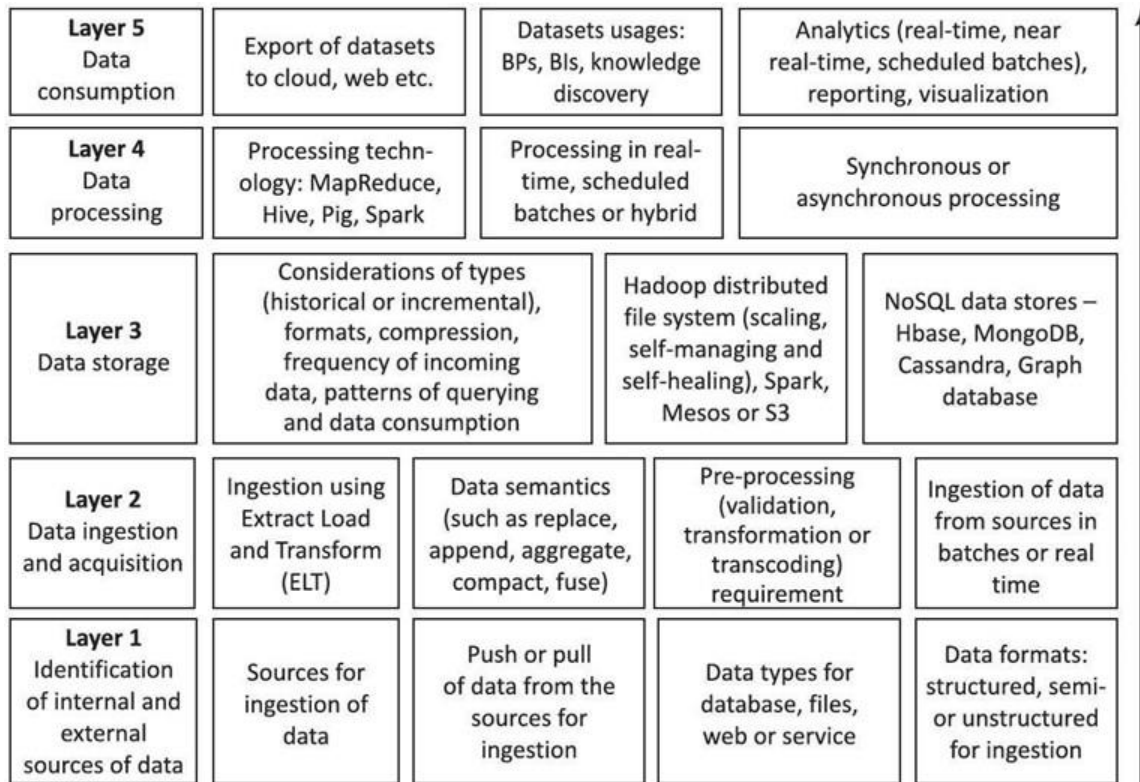 Layer 5
Data
consumption
Export of datasets
to cloud, web etc.
Datasets usages:
BPs, BIs, knowledge
discovery
Analytics (real-time, near
real-time, scheduled batches),
reporting, visualization
Layer 4
Data
processing
Processing techn-
ology: MapReduce,
Hive, Pig, Spark
Processing in real-
time, scheduled
batches or hybrid
Synchronous or
asynchronous processing
Layer 3
Data storage
Considerations of types
(historical or incremental),
formats, compression,
frequency of incoming
data, patterns of querying
and data consumption
Hadoop distributed
file system (scaling,
self-managing and
self-healing), Spark,
Mesos or S3
NoSQL data stores –
Hbase, MongoDB,
Cassandra, Graph
database
Layer 2
Data ingestion
and acquisition
Ingestion using
Extract Load
and Transform
(ELT)
Data semantics
(such as replace,
append, aggregate,
compact, fuse)
Pre-processing
(validation,
transformation or
transcoding)
requirement
Ingestion of data
from sources in
batches or real
time
Layer 1
Identification
of internal and
external
sources of data
Sources for
ingestion of
data
Push or pull
of data from the
sources for
ingestion
Data types for
database, files,
web or service
Data formats:
structured, semi-
or unstructured
for ingestion